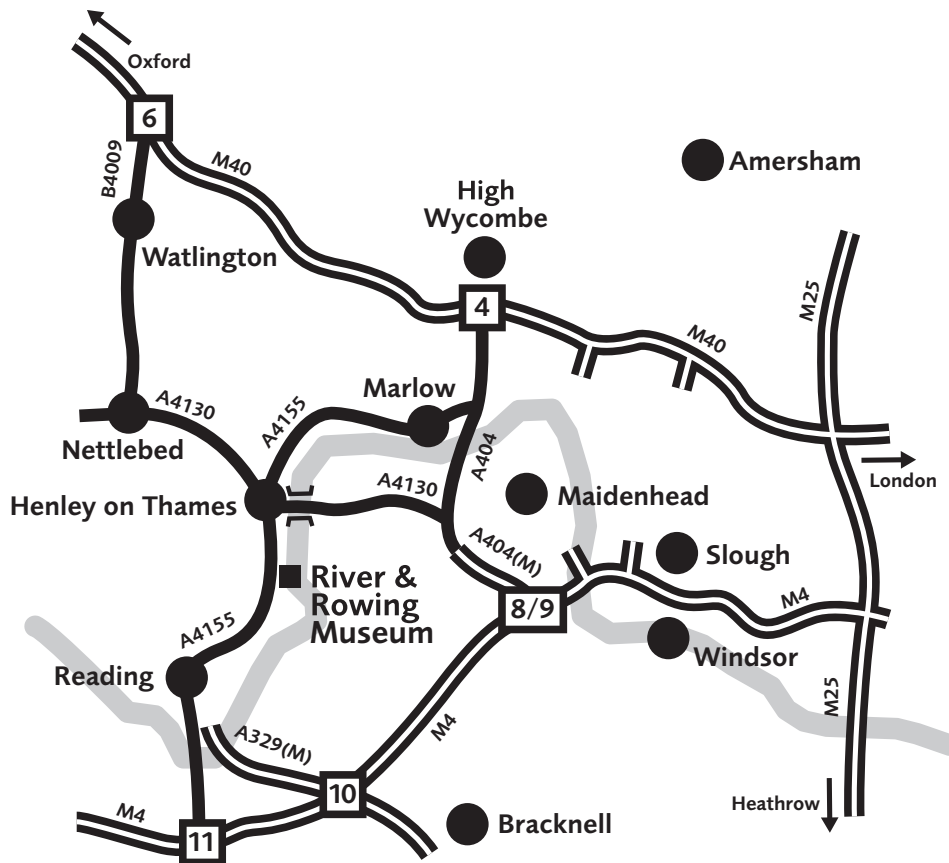 Oxford
6
B4009
M40
Amersham
High
Wycombe
Watlington
M25
4
M40
Marlow
A4130
A4155
Nettlebed
A404
London
A4130
Maidenhead
Henley on Thames
A404(M)
Slough
River &
Rowing
Museum
8/9
M4
A4155
Windsor
Reading
M25
M4
A329(M)
10
Heathrow
M4
Bracknell
11